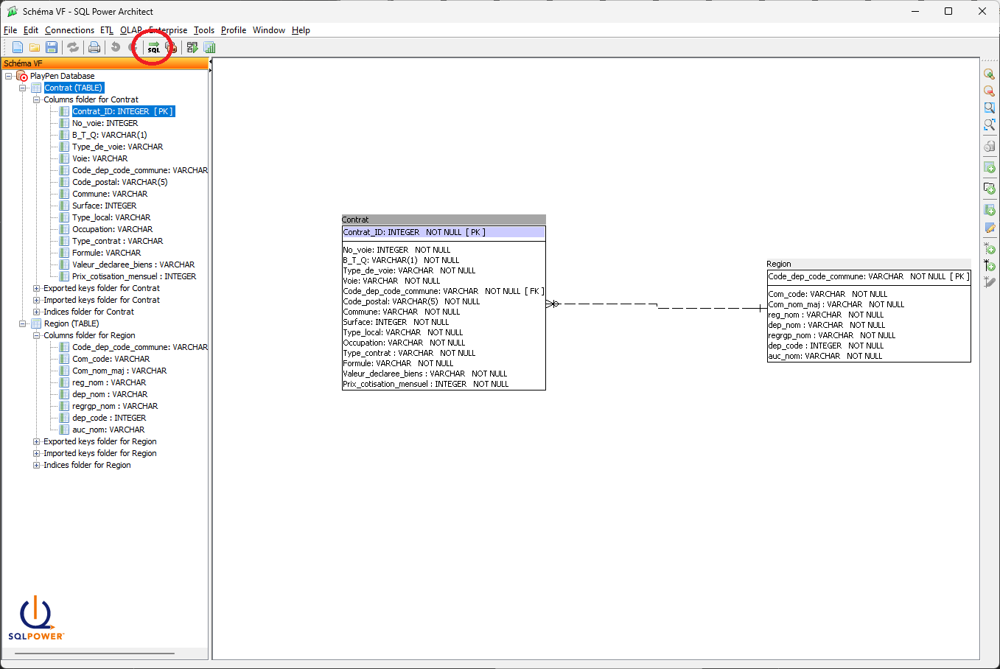 Schéma VF - SQL Power Architect
File Edit Connections ETL OLAP Enterprise Tools Profile Window Help
SQL
Schéma VF
PlayPen Database
Contrat (TABLE)
Columns folder for Contrat
Contrat_ID: INTEGER [ PK ]
No_voie: INTEGER
B_T_Q: VARCHAR(1)
Type_de_voie: VARCHAR
Voie: VARCHAR
Code_dep_code_commune: VARCHAR
Code_postal: VARCHAR(5)
Commune: VARCHAR
Surface: INTEGER
Type_local: VARCHAR
Occupation: VARCHAR
Type_contrat : VARCHAR
Formule: VARCHAR
Valeur_declaree_biens : VARCHAR
Prix_cotisation_mensuel : INTEGER
Exported keys folder for Contrat
Imported keys folder for Contrat
Indices folder for Contrat
Region (TABLE)
Columns folder for Region
Code_dep_code_commune: VARCHAR
Com_code: VARCHAR
Com_nom_maj : VARCHAR
reg_nom : VARCHAR
dep_nom : VARCHAR
regrgp_nom : VARCHAR
dep_code : INTEGER
auc_nom: VARCHAR
Exported keys folder for Region
Imported keys folder for Region
Indices folder for Region
SQLPOWER
Contrat
Contrat_ID: INTEGER NOT NULL [ PK ]
No_voie: INTEGER NOT NULL
B_T_Q: VARCHAR(1) NOT NULL
Type_de_voie: VARCHAR NOT NULL
Voie: VARCHAR NOT NULL
Code_dep_code_commune: VARCHAR NOT NULL [ FK ]
Code_postal: VARCHAR(5) NOT NULL
Commune: VARCHAR NOT NULL
Surface: INTEGER NOT NULL
Type_local: VARCHAR NOT NULL
Occupation: VARCHAR NOT NULL
Type_contrat : VARCHAR NOT NULL
Formule: VARCHAR NOT NULL
Valeur_declaree_biens : VARCHAR NOT NULL
Prix_cotisation_mensuel : INTEGER NOT NULL
Region
Code_dep_code_commune: VARCHAR NOT NULL [ PK ]
Com_code: VARCHAR NOT NULL
Com_nom_maj : VARCHAR NOT NULL
reg_nom : VARCHAR NOT NULL
dep_nom : VARCHAR NOT NULL
regrgp_nom : VARCHAR NOT NULL
dep_code : INTEGER NOT NULL
auc_nom: VARCHAR NOT NULL